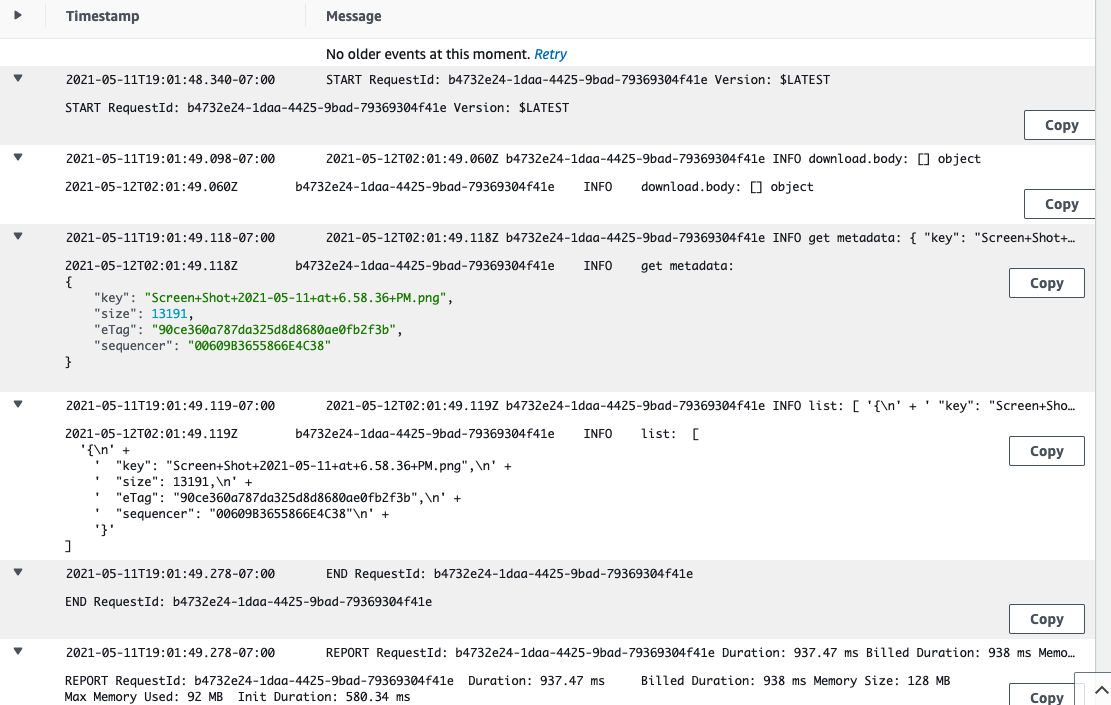 Timestamp Message
No older events at this moment. Retry
2021-05-11T19:01:48.340-07:00 START RequestId: b4732e24-1daa-4425-9bad-79369304f41e Version: $LATEST
START RequestId: b4732e24-1daa-4425-9bad-79369304f41e Version: $LATEST
Copy
2021-05-11T19:01:49.098-07:00 2021-05-12T02:01:49.060Z b4732e24-1daa-4425-9bad-79369304f41e INFO download.body: [] object
2021-05-12T02:01:49.060Z b4732e24-1daa-4425-9bad-79369304f41e INFO download.body: [] object
Copy
2021-05-11T19:01:49.118-07:00 2021-05-12T02:01:49.118Z b4732e24-1daa-4425-9bad-79369304f41e INFO get metadata: { "key": "Screen+Shot+…
2021-05-12T02:01:49.118Z b4732e24-1daa-4425-9bad-79369304f41e INFO get metadata:
Copy
{
"key": "Screen+Shot+2021-05-11+at+6.58.36+PM.png",
"size": 13191,
"eTag": "90ce360a787da325d8d8680ae0fb2f3b",
"sequencer": "00609B3655866E4C38"
}
2021-05-11T19:01:49.119-07:00 2021-05-12T02:01:49.119Z b4732e24-1daa-4425-9bad-79369304f41e INFO list: [ '{\n' + ' "key": "Screen+Sho…
2021-05-12T02:01:49.119Z b4732e24-1daa-4425-9bad-79369304f41e INFO list: [
Copy
'{\n' +
' "key": "Screen+Shot+2021-05-11+at+6.58.36+PM.png",\n' +
' "size": 13191,\n' +
' "eTag": "90ce360a787da325d8d8680ae0fb2f3b",\n' +
' "sequencer": "00609B3655866E4C38"\n' +
'}'
]
2021-05-11T19:01:49.278-07:00 END RequestId: b4732e24-1daa-4425-9bad-79369304f41e
END RequestId: b4732e24-1daa-4425-9bad-79369304f41e
Copy
2021-05-11T19:01:49.278-07:00 REPORT RequestId: b4732e24-1daa-4425-9bad-79369304f41e Duration: 937.47 ms Billed Duration: 938 ms Memo…
REPORT RequestId: b4732e24-1daa-4425-9bad-79369304f41e Duration: 937.47 ms Billed Duration: 938 ms Memory Size: 128 MB
Max Memory Used: 92 MB Init Duration: 580.34 ms
Copy